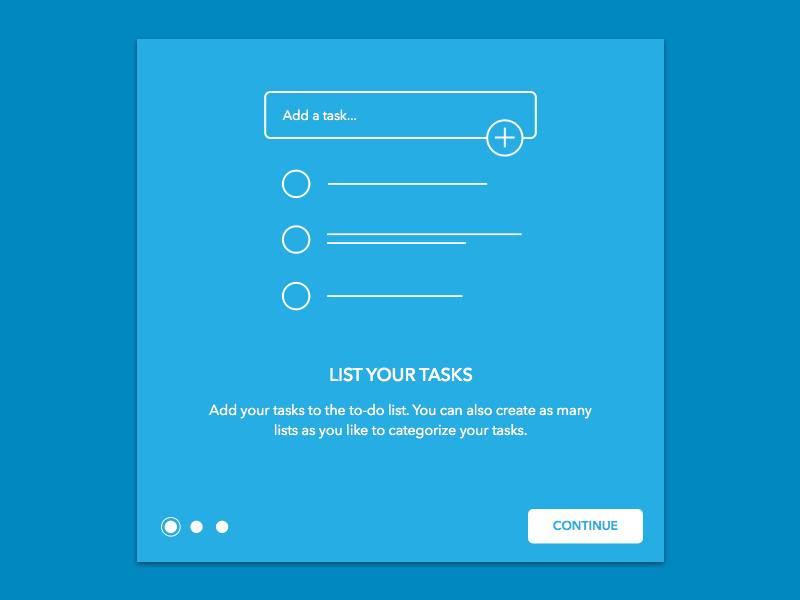 Add a task...
LIST YOUR TASKS
Add your tasks to the to-do list. You can also create as many
lists as you like to categorize your tasks.
CONTINUE